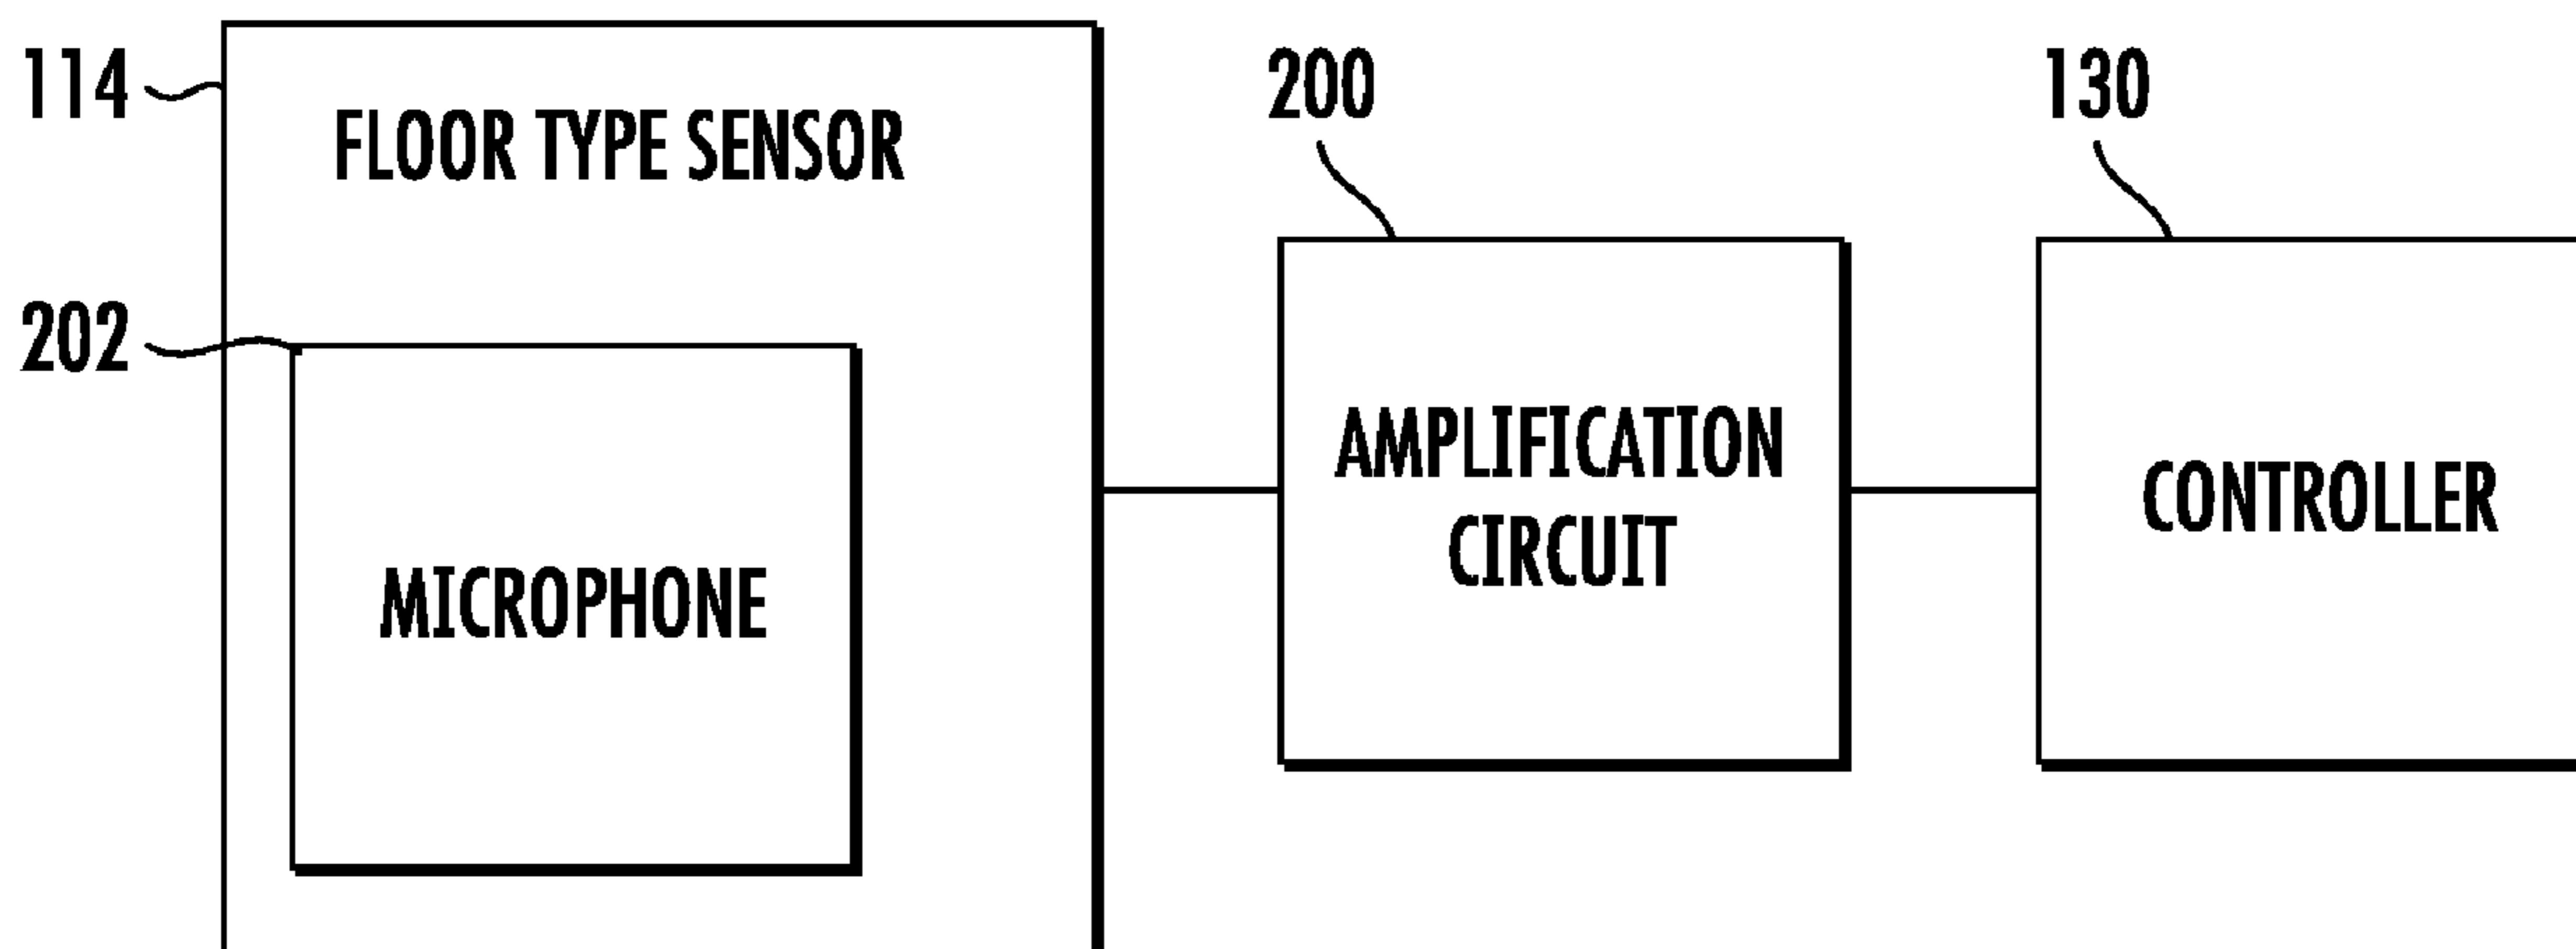 114
FLOOR TYPE SENSOR
202
MICROPHONE
200
AMPLIFICATION
CIRCUIT
130
CONTROLLER